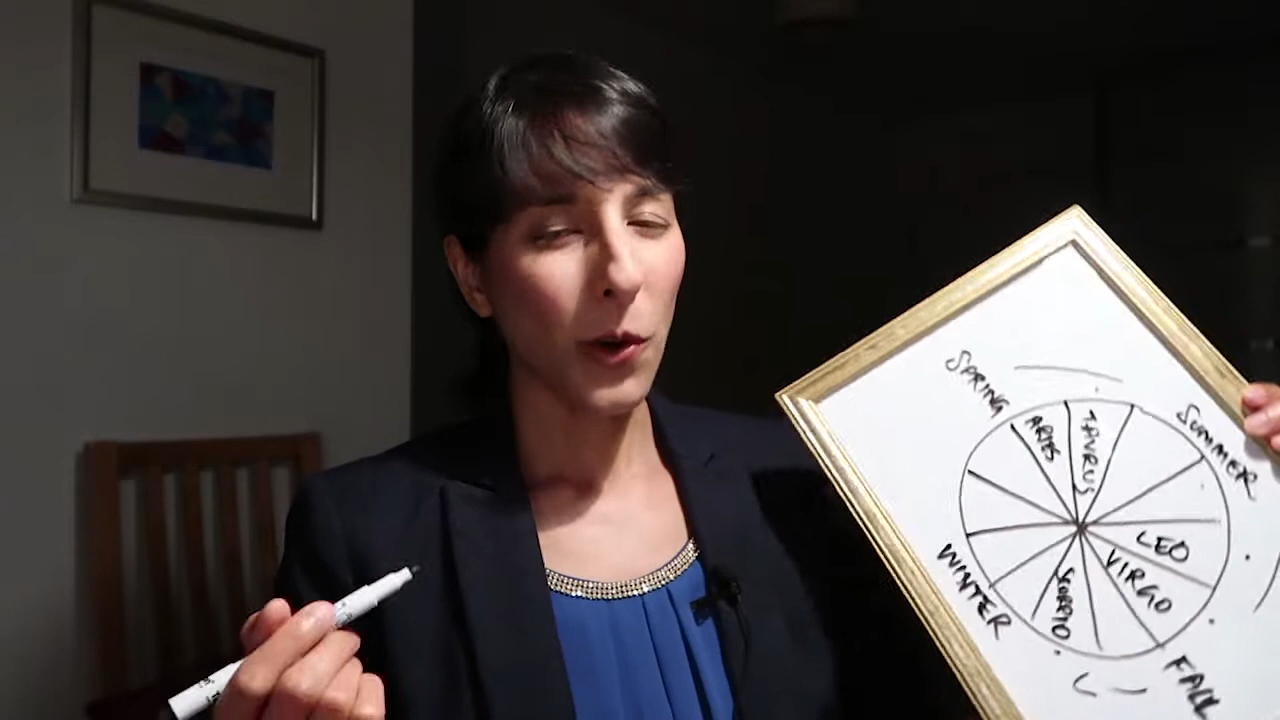 SPRING
SUMMER
ARIES
TAURUS
LEO
VIRGO
SCORPIO
WINTER
FALL